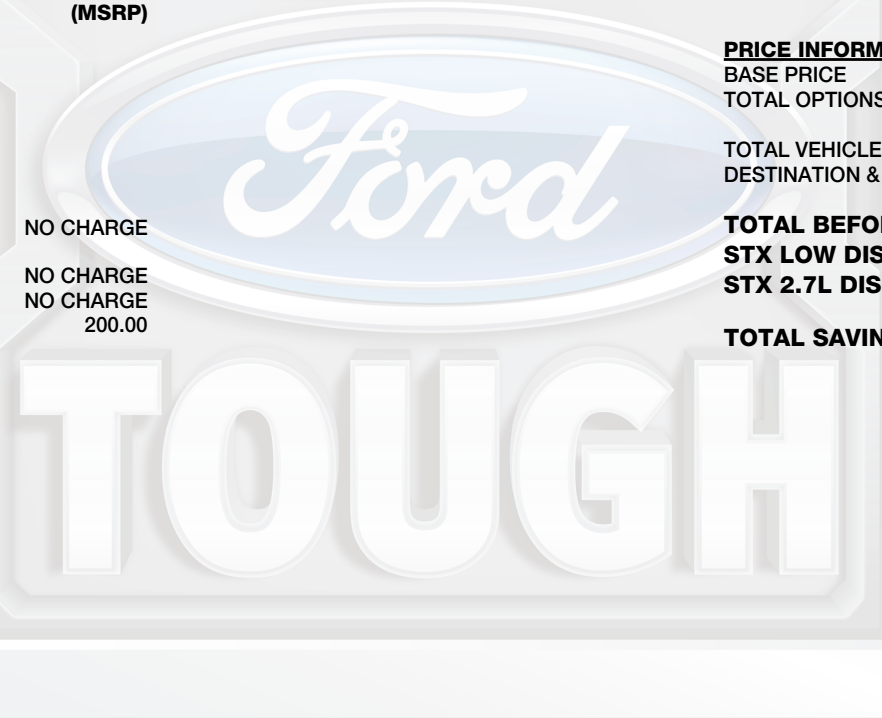 (MSRP)
NO CHARGE
NO CHARGE
NO CHARGE
200.00
PRICE INFORM
BASE PRICE
TOTAL OPTIONS
TOTAL VEHICLE
DESTINATION &
TOTAL BEFO
STX LOW DIS
STX 2.7L DIS
TOTAL SAVIN
Ford
TOUGH